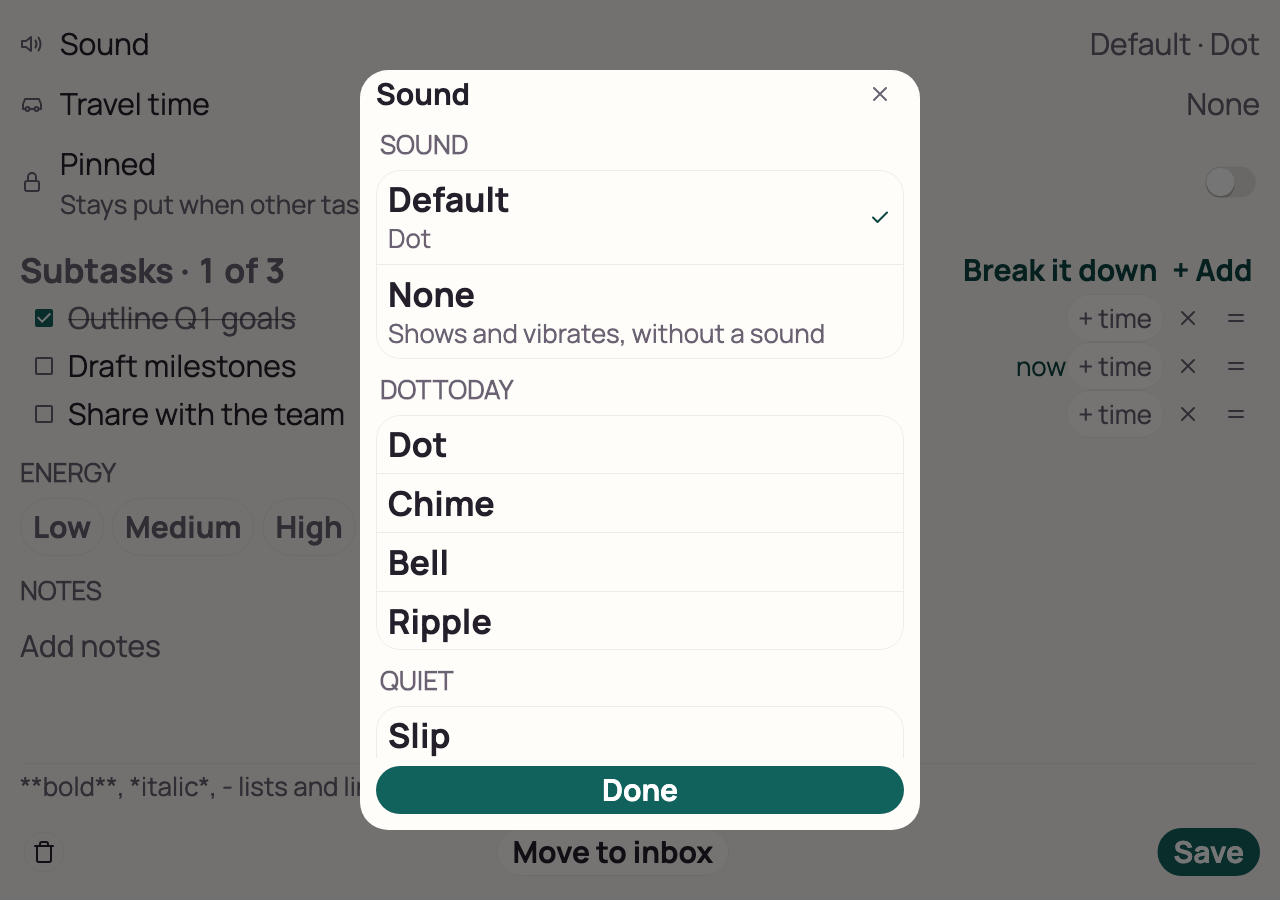 Sound
Default · Dot
Travel time
None
Pinned
Stays put when other tas
Subtasks · 1 of 3
Break it down + Add
Outline Q1 goals
+ time
Draft milestones
now + time
Share with the team
+ time
ENERGY
Low Medium High
NOTES
Add notes
**bold**, *italic*, - lists and li
Move to inbox
Save
Sound
SOUND
Default
Dot
None
Shows and vibrates, without a sound
DOTTODAY
Dot
Chime
Bell
Ripple
QUIET
Slip
Done